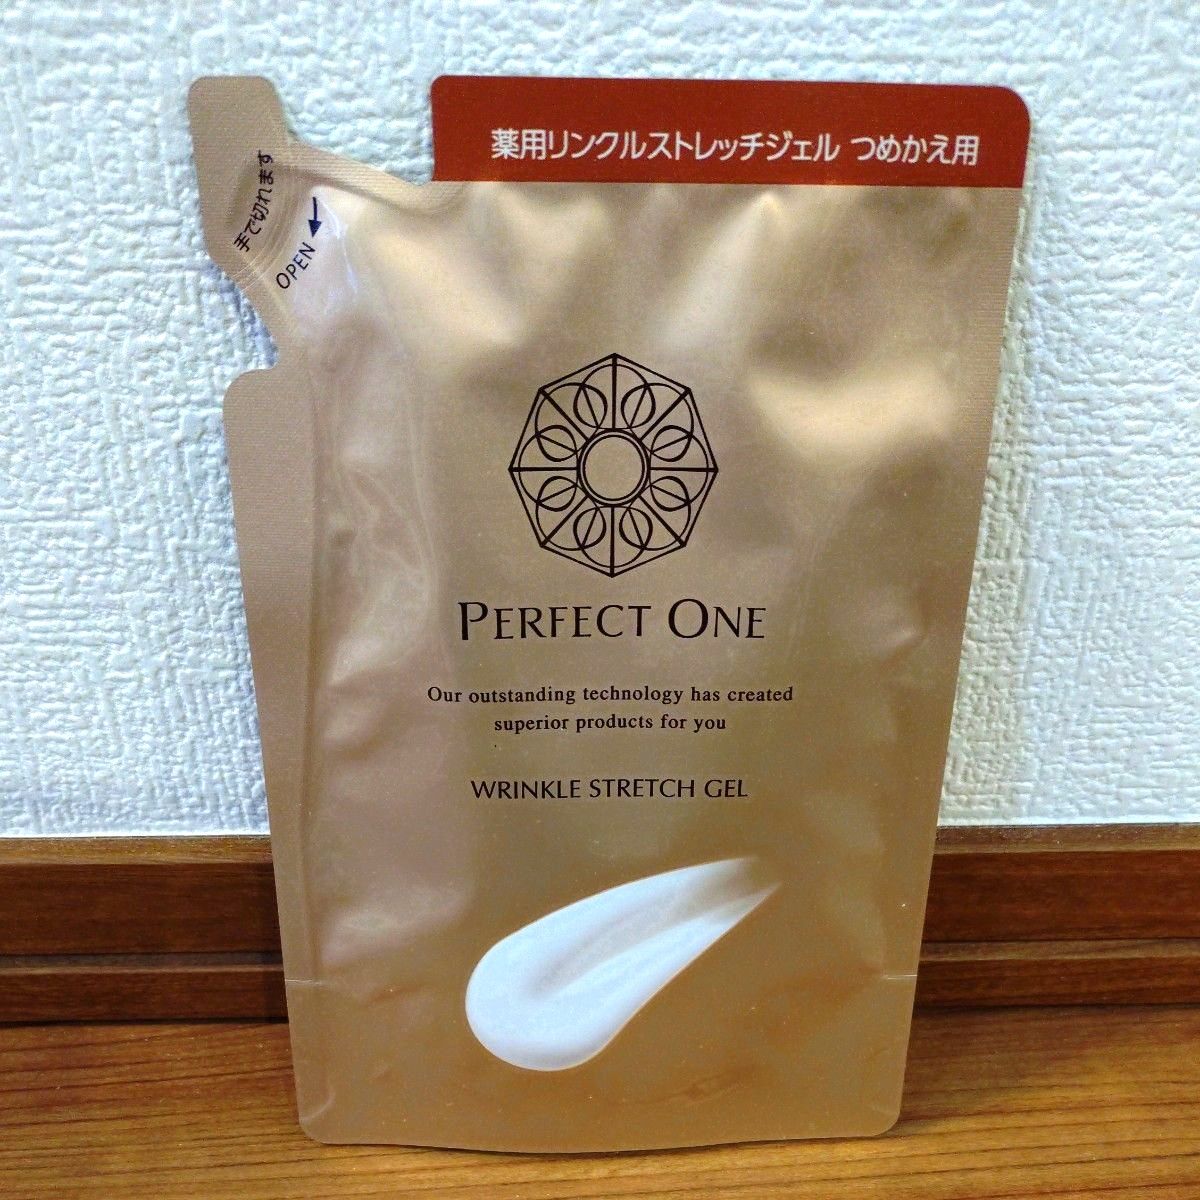 薬用リンクルストレッチジェル つめかえ用
手で切れます
OPEN
PERFECT ONE
Our outstanding technology has created
superior products for you
WRINKLE STRETCH GEL